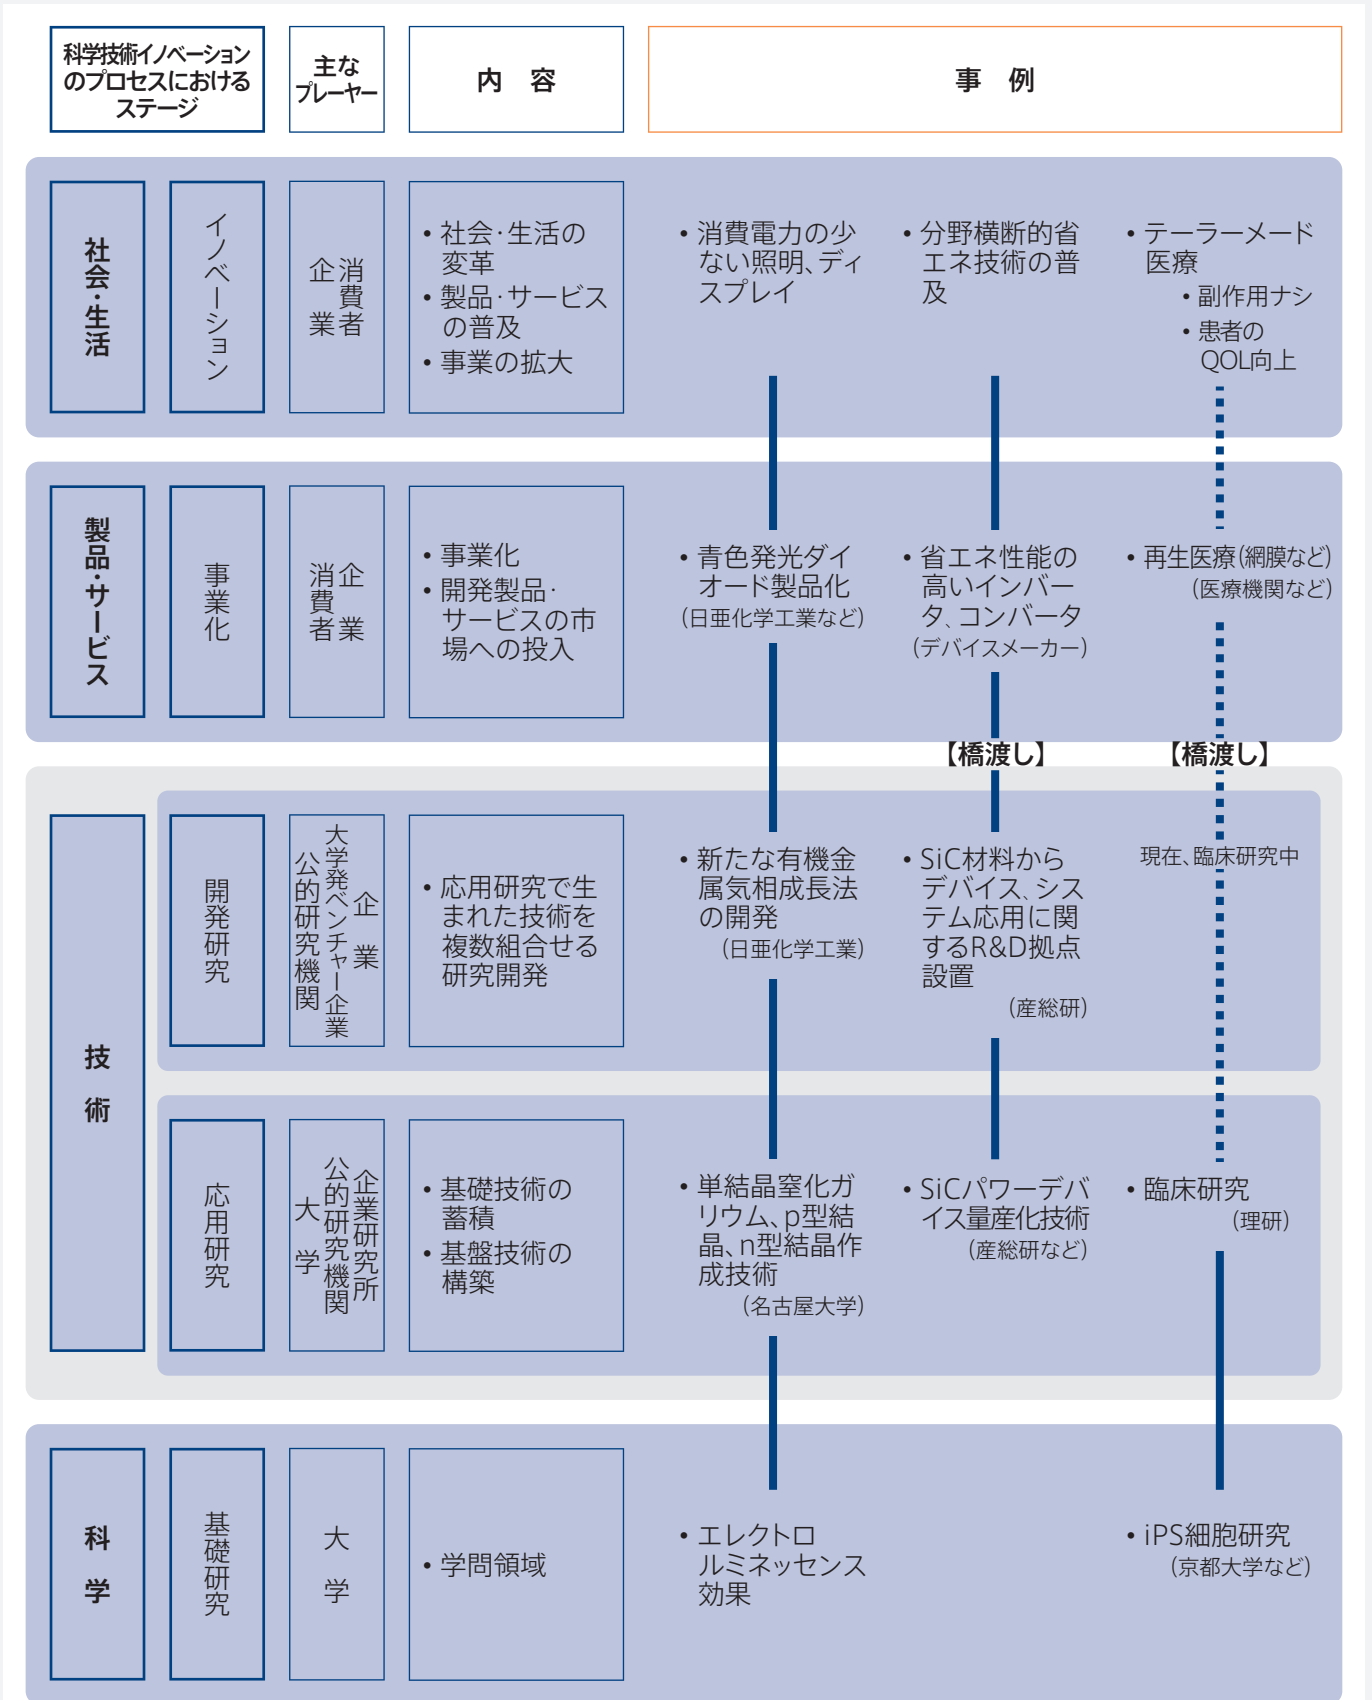 科学技術イノベーション
のプロセスにおける
ステージ
主な
プレーヤー
内　容
事　例
社会・生活
イノベーション
消費者
企業
• 社会・生活の
変革
• 製品・サービス
の普及
• 事業の拡大
• 消費電力の少
ない照明、ディ
スプレイ
• 分野横断的省
エネ技術の普
及
• テーラーメード
医療
• 副作用ナシ
• 患者の
QOL向上
製品・サービス
事業化
企業
消費者
• 事業化
• 開発製品・
サービスの市
場への投入
• 青色発光ダイ
オード製品化
（日亜化学工業など）
• 省エネ性能の
高いインバー
タ、コンバータ
（デバイスメーカー）
• 再生医療（網膜など）
（医療機関など）
【橋渡し】
【橋渡し】
技　術
開発研究
企　業
大学発ベンチャー企業
公的研究機関
• 応用研究で生
まれた技術を
複数組合せる
研究開発
• 新たな有機金
属気相成長法
の開発
（日亜化学工業）
• SiC材料から
デバイス、シス
テム応用に関
するR&D拠点
設置
（産総研）
現在、臨床研究中
応用研究
企業研究所
公的研究機関
大　学
• 基礎技術の
蓄積
• 基盤技術の
構築
• 単結晶窒化ガ
リウム、p型結
晶、n型結晶作
成技術
（名古屋大学）
• SiCパワーデバ
イス量産化技術
（産総研など）
• 臨床研究
（理研）
科　学
基礎研究
大　学
• 学問領域
• エレクトロ
ルミネッセンス
効果
• iPS細胞研究
（京都大学など）